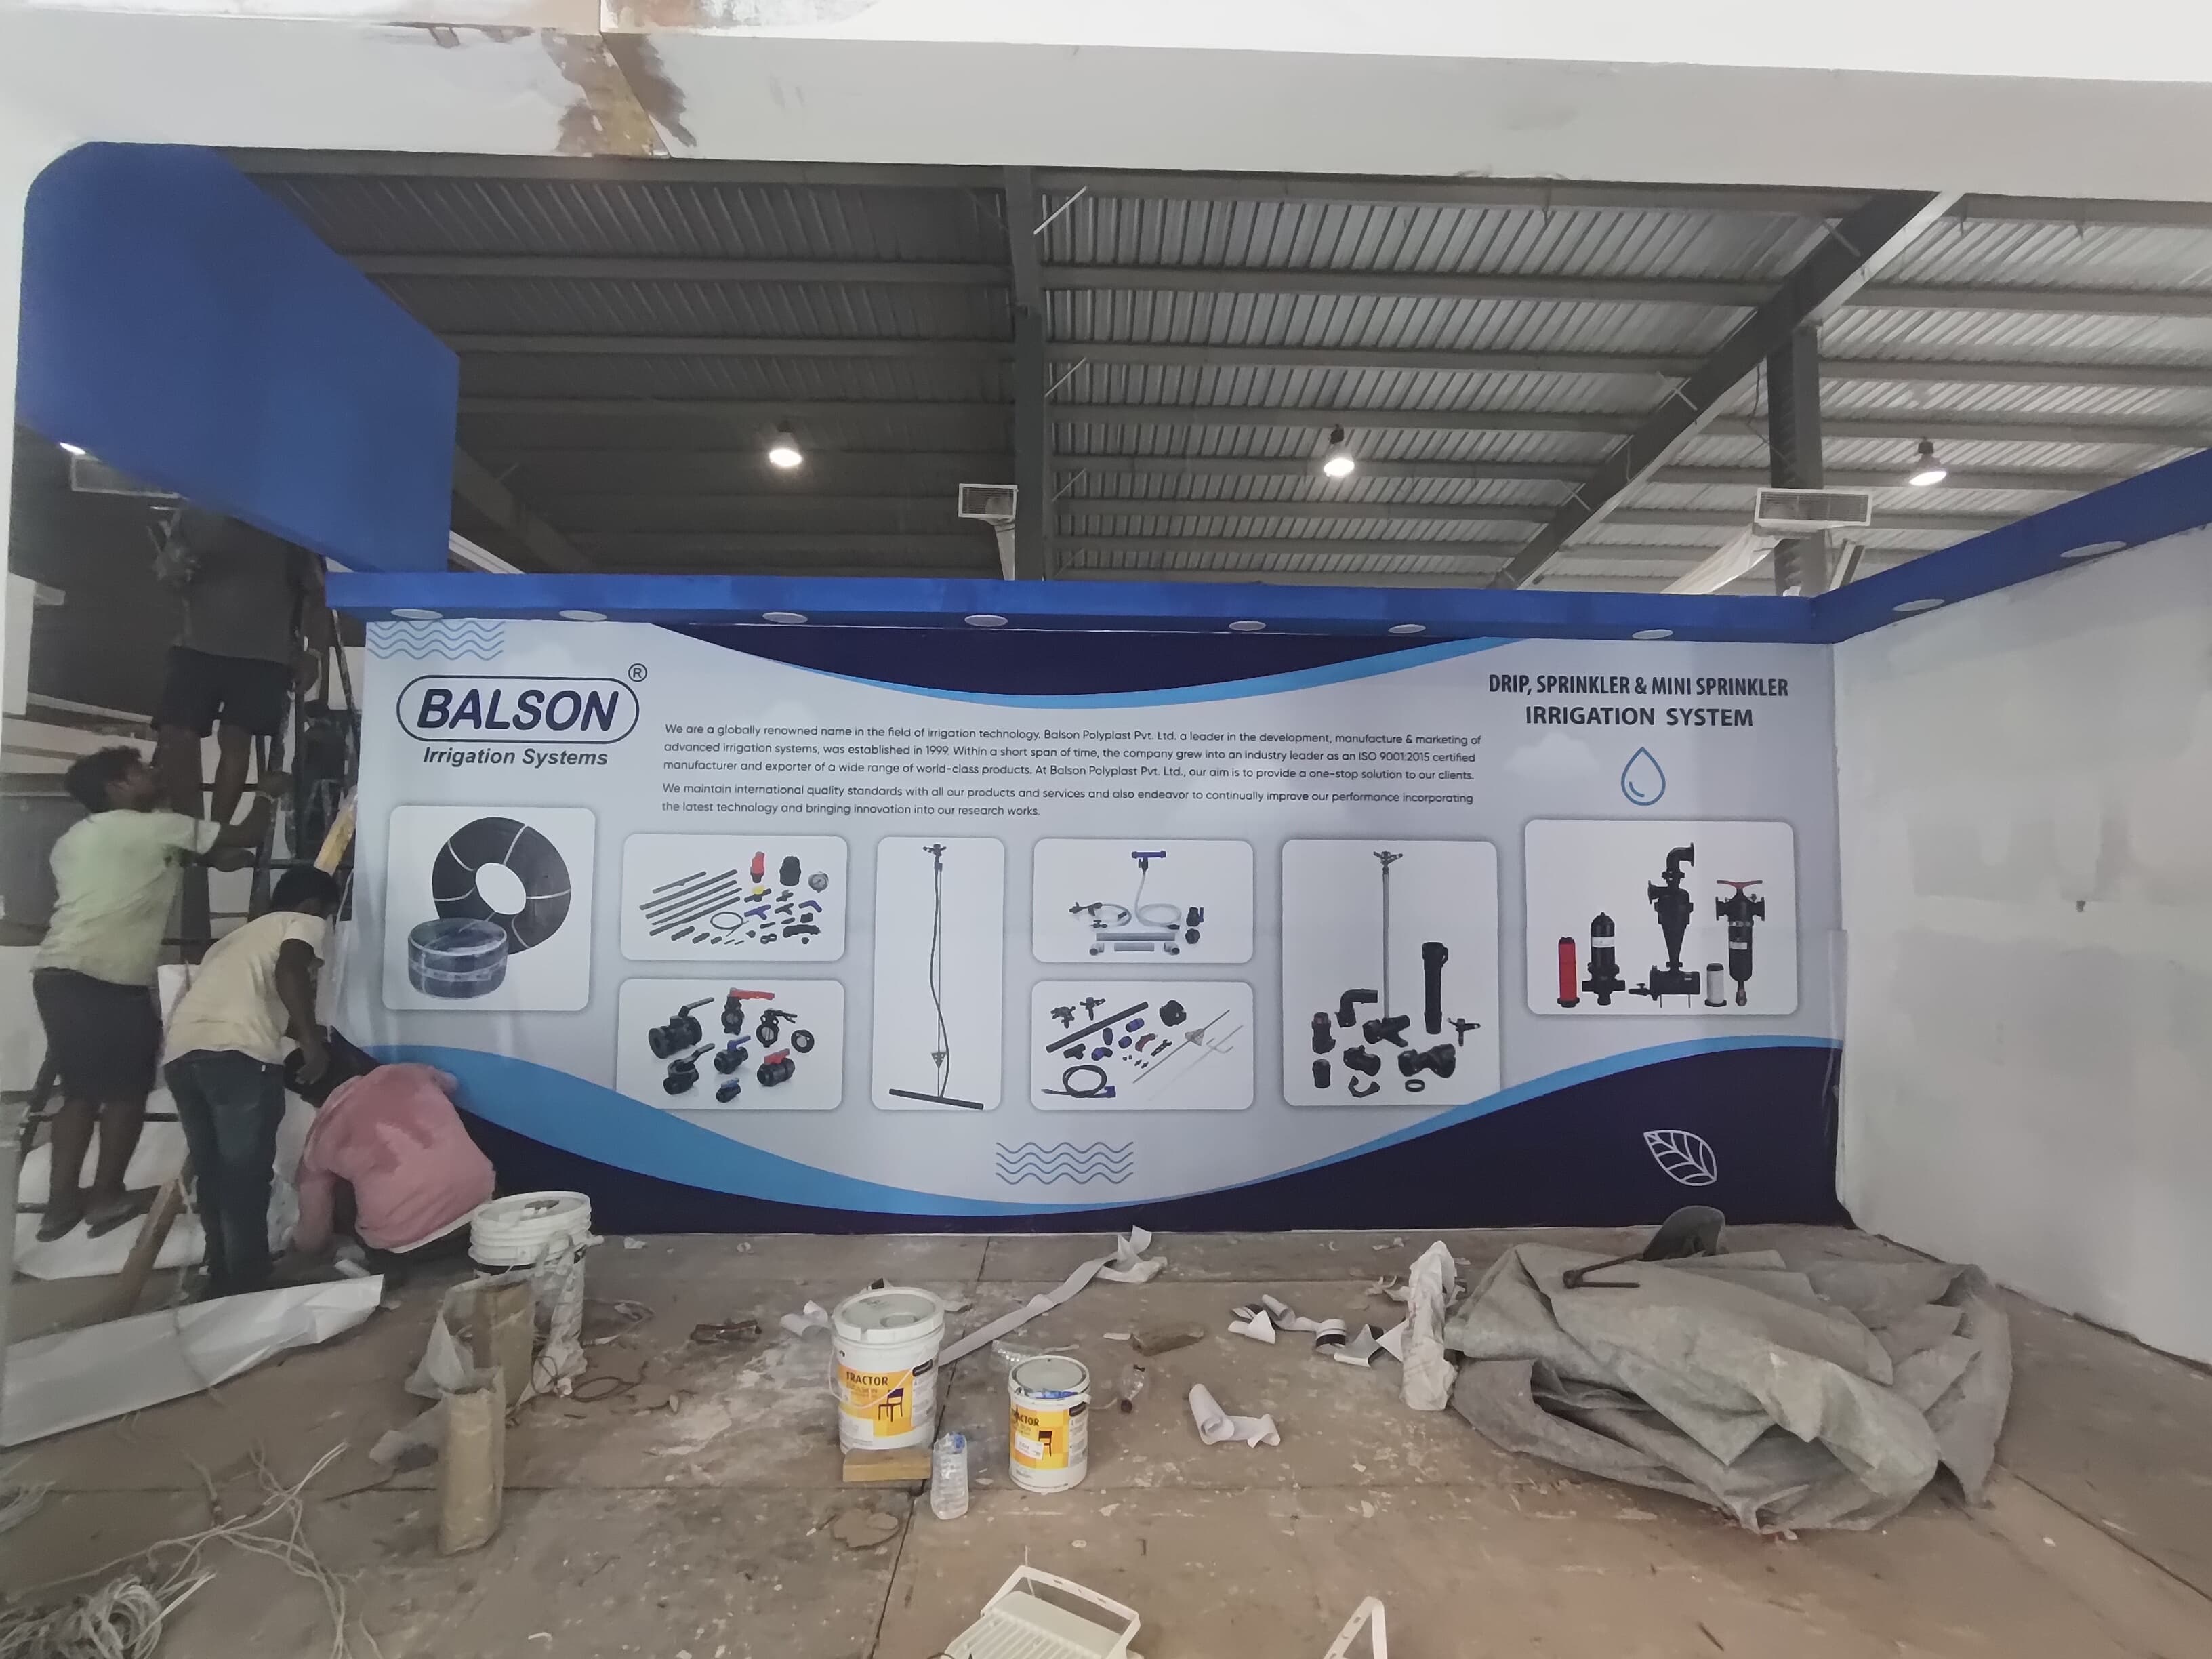 BALSON
®
Irrigation Systems
We are a globally renowned name in the field of irrigation technology. Balson Polyplast Pvt. Ltd. a leader in the development, manufacture & marketing of
advanced irrigation systems, was established in 1999. Within a short span of time, the company grew into an industry leader as an ISO 9001:2015 certified
manufacturer and exporter of a wide range of world-class products. At Balson Polyplast Pvt. Ltd., our aim is to provide a one-stop solution to our clients.
We maintain international quality standards with all our products and services and also endeavor to continually improve our performance incorporating
the latest technology and bringing innovation into our research works.
DRIP, SPRINKLER & MINI SPRINKLER
IRRIGATION SYSTEM
TRACTOR